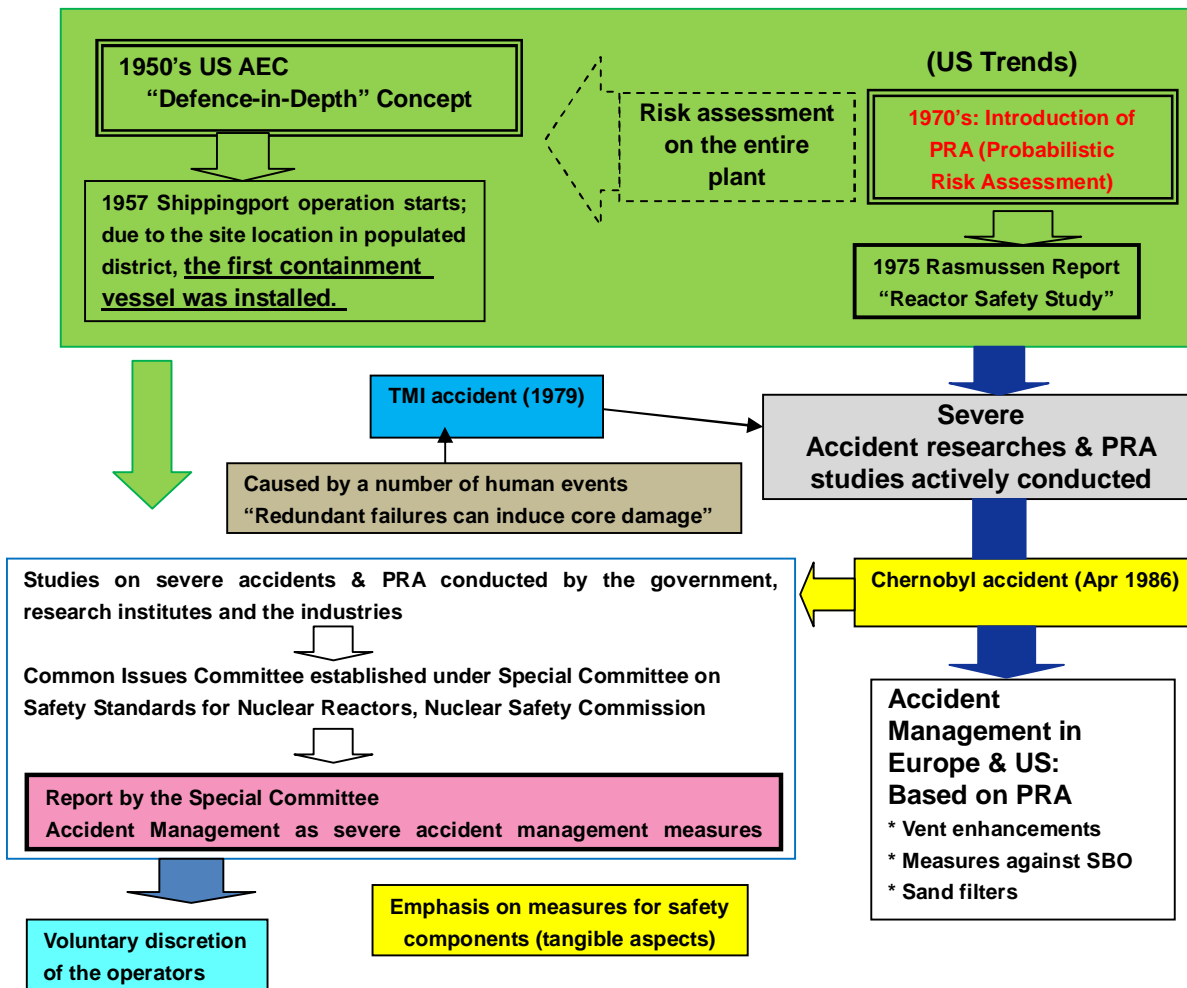 1950's US AEC
“Defence-in-Depth” Concept
1957 Shippingport operation starts;
due to the site location in populated
district, the first containment
vessel was installed.
Risk assessment
on the entire
plant
(US Trends)
1970's: Introduction of
PRA (Probabilistic
Risk Assessment)
1975 Rasmussen Report
“Reactor Safety Study”
TMI accident (1979)
Caused by a number of human events
“Redundant failures can induce core damage”
Severe
Accident researches & PRA
studies actively conducted
Chernobyl accident (Apr 1986)
Studies on severe accidents & PRA conducted by the government,
research institutes and the industries
Common Issues Committee established under Special Committee on
Safety Standards for Nuclear Reactors, Nuclear Safety Commission
Report by the Special Committee
Accident Management as severe accident management measures
Accident
Management in
Europe & US:
Based on PRA
* Vent enhancements
* Measures against SBO
* Sand filters
Emphasis on measures for safety
components (tangible aspects)
Voluntary discretion
of the operators